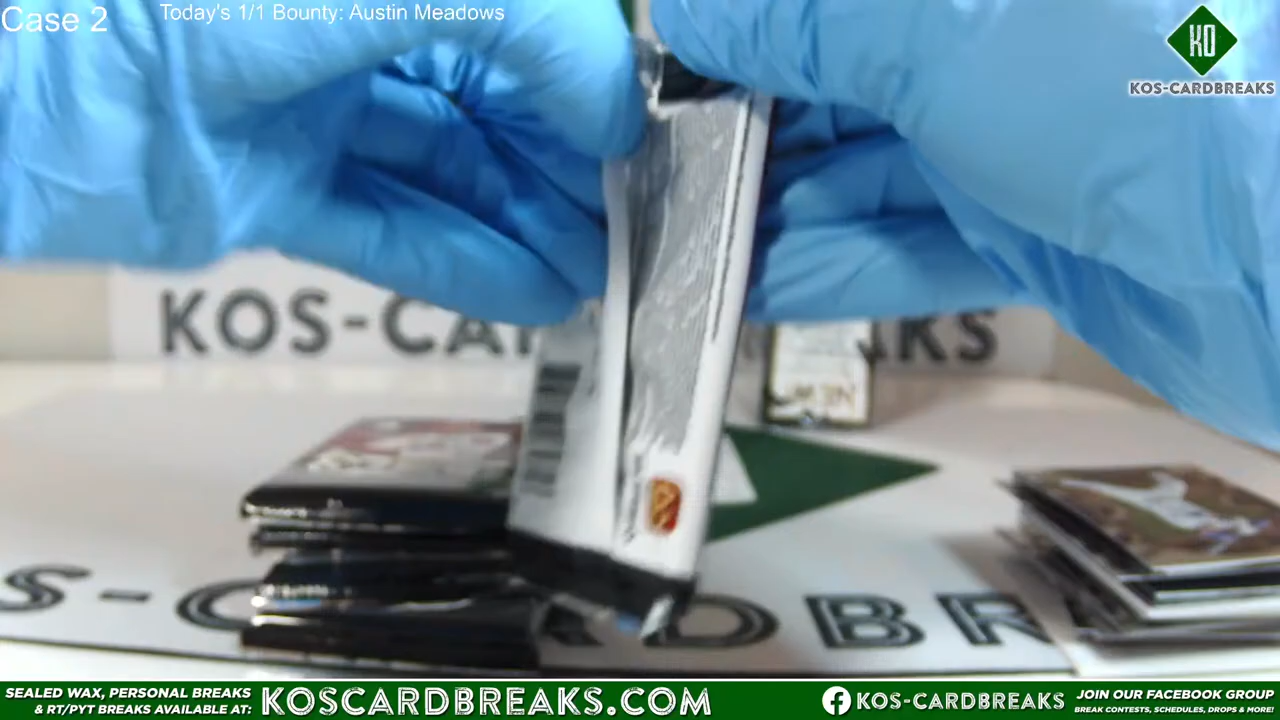 Case 2
Today's 1/1 Bounty: Austin Meadows
KO
KOS-CARDBREAKS
KOS-CA
KS
NEW
S-C
DBR
SEALED WAX, PERSONAL BREAKS
& RT/PYT BREAKS AVAILABLE AT:
KOSCARDBREAKS.COM
KOS-CARDBREAKS
JOIN OUR FACEBOOK GROUP
BREAK CONTESTS, SCHEDULES, DROPS & MORE!